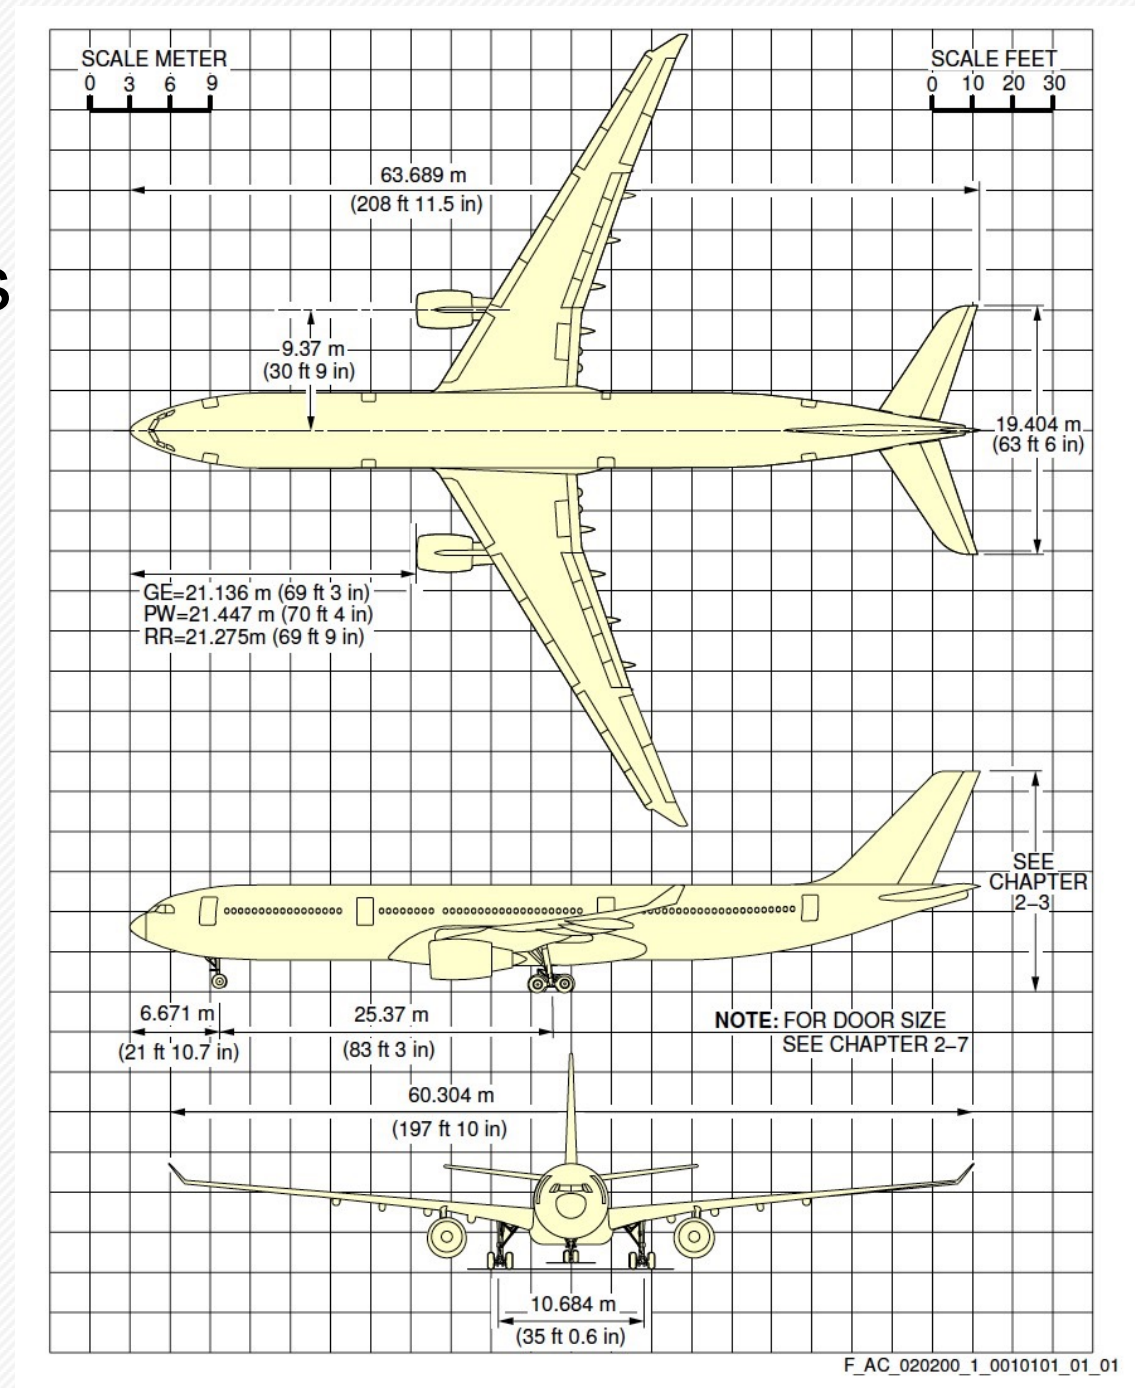 SCALE METER
0 3 6 9
SCALE FEET
0 10 20 30
63.689 m
(208 ft 11.5 in)
s
9.37 m
(30 ft 9 in)
19.404 m
(63 ft 6 in)
GE=21.136 m (69 ft 3 in)
PW=21.447 m (70 ft 4 in)
RR=21.275m (69 ft 9 in)
SEE
CHAPTER
2–3
6.671 m
(21 ft 10.7 in)
25.37 m
(83 ft 3 in)
NOTE: FOR DOOR SIZE
SEE CHAPTER 2–7
60.304 m
(197 ft 10 in)
10.684 m
(35 ft 0.6 in)
F_AC_020200_1_0010101_01_01